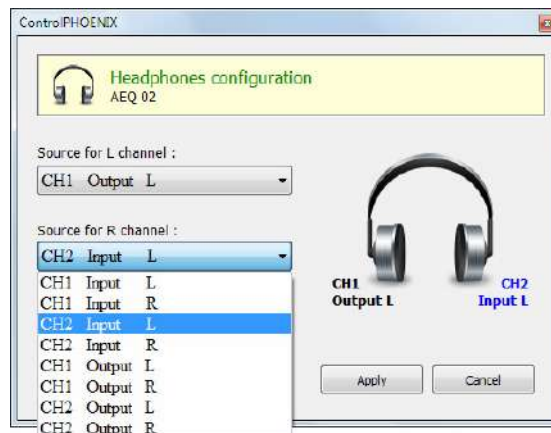 ControlPHOENIX
Headphones configuration
AEQ 02
Source for L channel :
CH1 Output L
Source for R channel :
CH2 Input L
CH1 Input L
CH1 Input R
CH2 Input L
CH2 Input R
CH1 Output L
CH1 Output R
CH2 Output L
CH2 Output R
CH1
Output L
CH2
Input L
Apply
Cancel